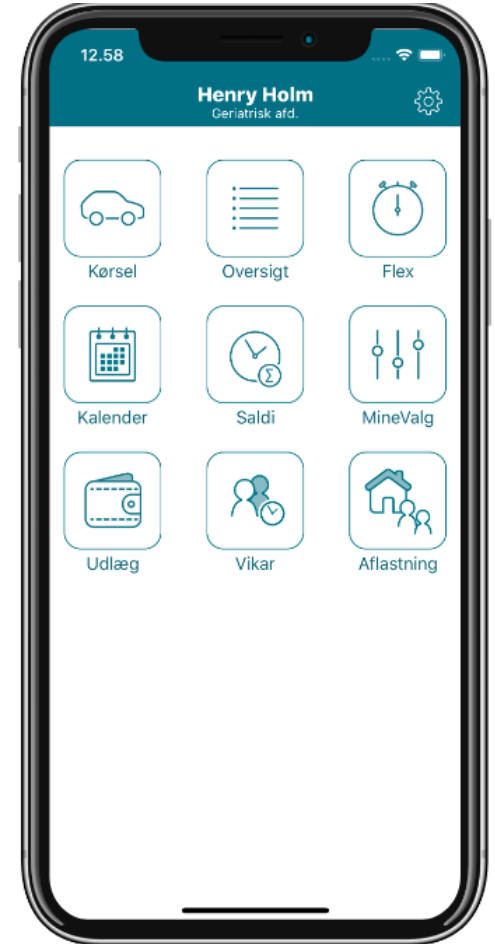 12.58
Henry Holm
Geriatrisk afd.
Kørsel
Oversigt
Flex
Kalender
Σ
Saldi
MineValg
Udlæg
Vikar
Aflastning